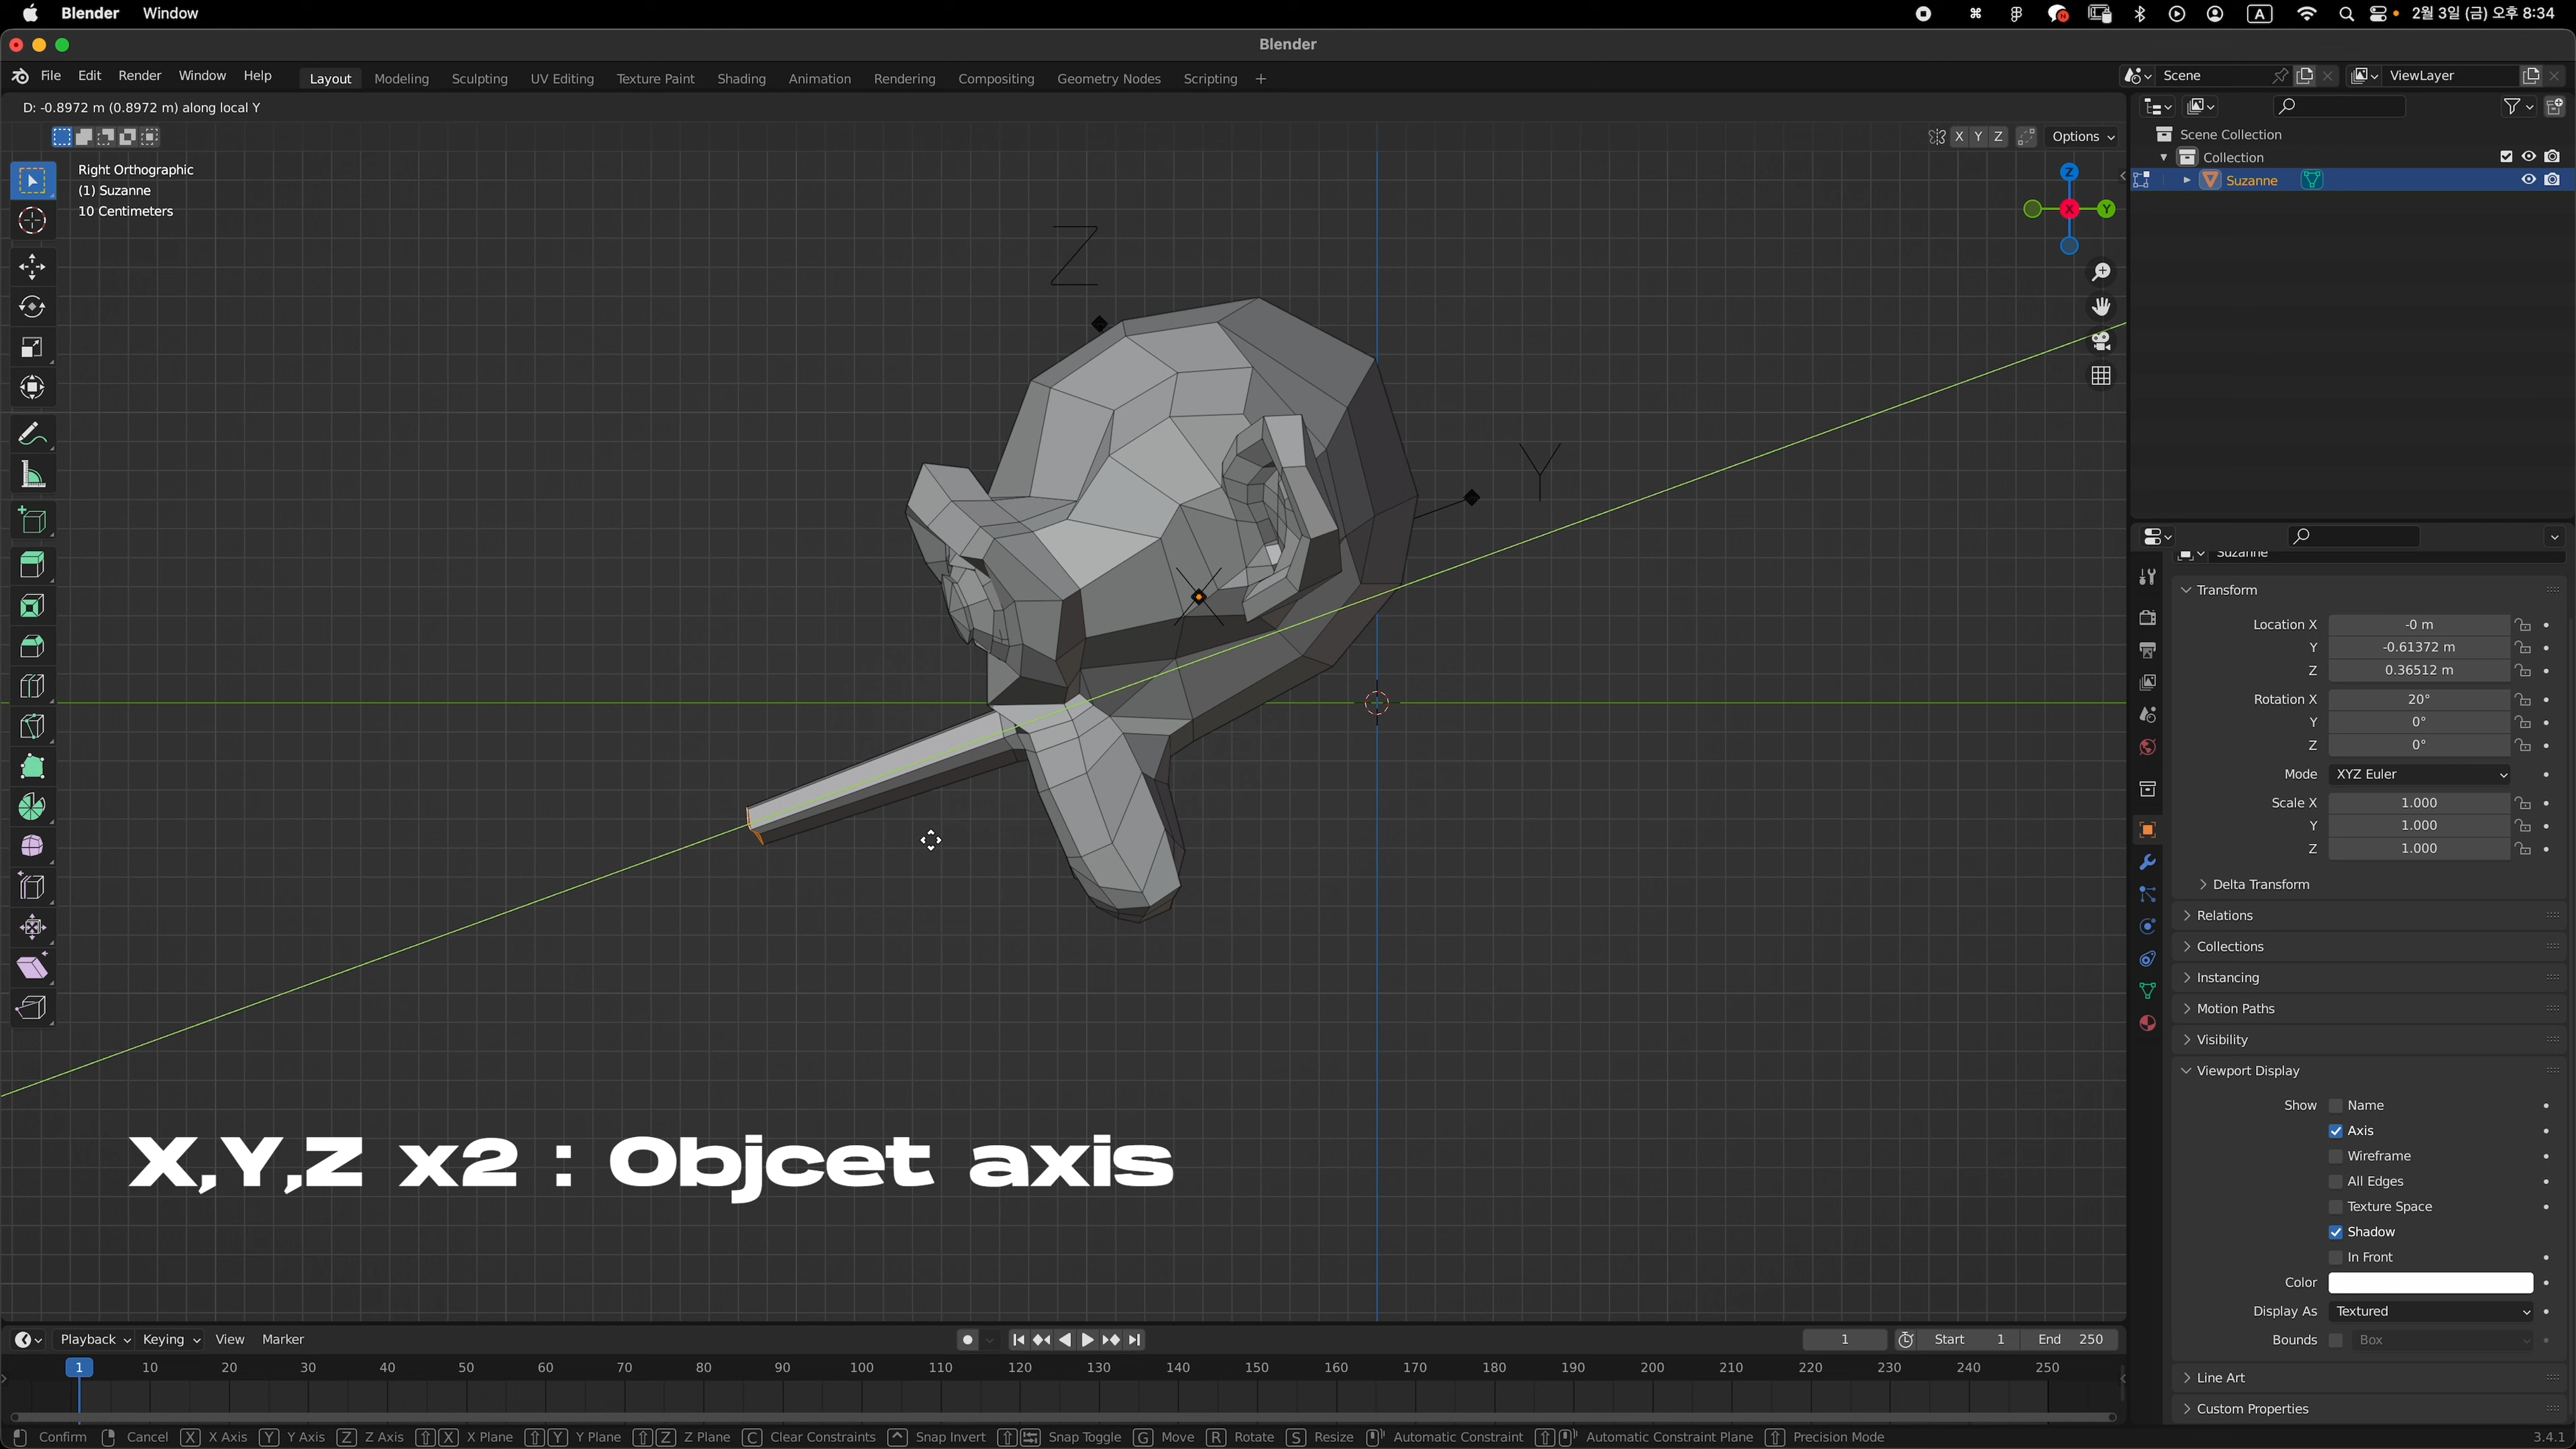 Blender Window
A 2월 3일 (금) 오후 8:34
Blender
File Edit Render Window Help Layout Modeling Sculpting UV Editing Texture Paint Shading Animation Rendering Compositing Geometry Nodes Scripting + Scene ViewLayer
D: -0.8972 m (0.8972 m) along local Y
X Y Z Options
Right Orthographic
(1) Suzanne
10 Centimeters
Z
X
Y
Z
Y
Scene Collection
Collection
Suzanne
Suzanne
Transform
Location X -0 m
Y -0.61372 m
Z 0.36512 m
Rotation X 20°
Y 0°
Z 0°
Mode XYZ Euler
Scale X 1.000
Y 1.000
Z 1.000
Delta Transform
Relations
Collections
Instancing
Motion Paths
Visibility
Viewport Display
Show Name
Axis
Wireframe
All Edges
Texture Space
Shadow
In Front
Color
Display As Textured
Bounds Box
Line Art
Custom Properties
X,Y,Z x2 : Objcet axis
Playback Keying View Marker 1 Start 1 End 250
1 10 20 30 40 50 60 70 80 90 100 110 120 130 140 150 160 170 180 190 200 210 220 230 240 250
Confirm Cancel X X Axis Y Y Axis Z Z Axis X X Plane Y Y Plane Z Z Plane C Clear Constraints Snap Invert Snap Toggle G Move R Rotate S Resize Automatic Constraint Automatic Constraint Plane Precision Mode 3.4.1